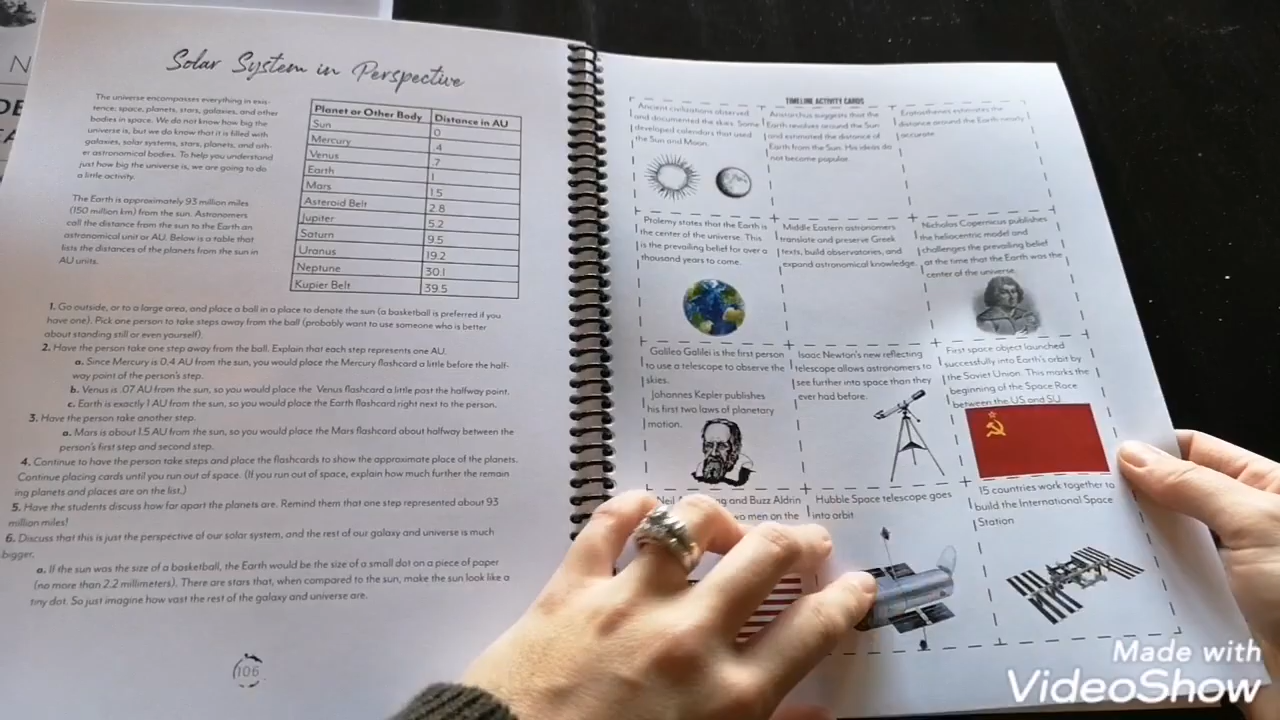 N
Solar System in Perspective
The universe encompasses everything in exis-
tence; space, planets, stars, galaxies, and other
bodies in space. We do not know how big the
universe is, but we do know that it is filled with
galaxies, solar systems, stars, planets, and oth-
er astronomical bodies. To help you understand
just how big the universe is, we are going to do
a little activity.
The Earth is approximately 93 million miles
(150 million km) from the sun. Astronomers
call the distance from the sun to the Earth an
astronomical unit or AU. Below is a table that
lists the distances of the planets from the sun in
AU units.
Planet or Other Body Distance in AU
Sun 0
Mercury .4
Venus .7
Earth 1
Mars 1.5
Asteroid Belt 2.8
Jupiter 5.2
Saturn 9.5
Uranus 19.2
Neptune 30.1
Kupier Belt 39.5
1. Go outside, or to a large area, and place a ball in to denote the sun (a basketball is preferred if you
have one). Pick one person to take steps away from the ball (probably want to use someone who is better
about standing still or even yourself).
2. Have the person take one step away from the ball. Explain that each step represents one AU.
a. Since Mercury is 0.4 AU from the sun, you would place the Mercury flashcard a little before the half-
way point of the person's step.
b. Venus is .07 AU from the sun, so you would place the Venus flashcard a little past the halfway point.
c. Earth is exactly 1 AU from the sun, so you would place the Earth flashcard right next to the person.
3. Have the person take another step.
a. Mars is about 1.5 AU from the sun, so you would place the Mars flashcard about halfway between the
person's first step and second step.
4. Continue to have the person take steps and place the flashcards to show the approximate place of the planets.
Continue placing cards until you run out of space. (If you run out of space, explain how much further the remain
ing planets and places are on the list.)
5. Have the students discuss how far apart the planets are. Remind them that one step represented about 93
million miles!
6. Discuss that this is just the perspective of our solar system, and the rest of our galaxy and universe is much
bigger.
a. If the sun was the size of a basketball, the Earth would be the size of a small dot on a piece of paper
(no more than 2.2 millimeters). There are stars that, when compared to the sun, make the sun look like a
tiny dot. So just imagine how vast the rest of the galaxy and universe are.
106
TIMELINE ACTIVITY CARDS
Ancient civilizations observed
and documented the skies. Some
developed calendars that used
the Sun and Moon.
Aristarchus suggests that the
Earth revolves around the Sun
and estimated the distance of
Earth from the Sun. His ideas do
not become popular.
Eratosthenes estimates the
distance around the Earth nearly
accurate.
Ptolemy states that the Earth is
the center of the universe. This
is the prevailing belief for over a
thousand years to come.
Middle Eastern astronomers
translate and preserve Greek
texts, build observatories, and
expand astronomical knowledge.
Nicholas Copernicus publishes
the heliocentric model and
challenges the prevailing belief
at the time that the Earth was the
center of the universe.
Galileo Galilei is the first person
to use a telescope to observe the
skies.
Johannes Kepler publishes
his first two laws of planetary
motion.
Isaac Newton's new reflecting
telescope allows astronomers to
see further into space than they
ever had before.
First space object launched
successfully into Earth's orbit by
the Soviet Union. This marks the
beginning of the Space Race
between the US and SU.
Neil and Buzz Aldrin
men on the
Hubble Space telescope goes
into orbit
15 countries work together to
build the International Space
Station
Made with
VideoShow